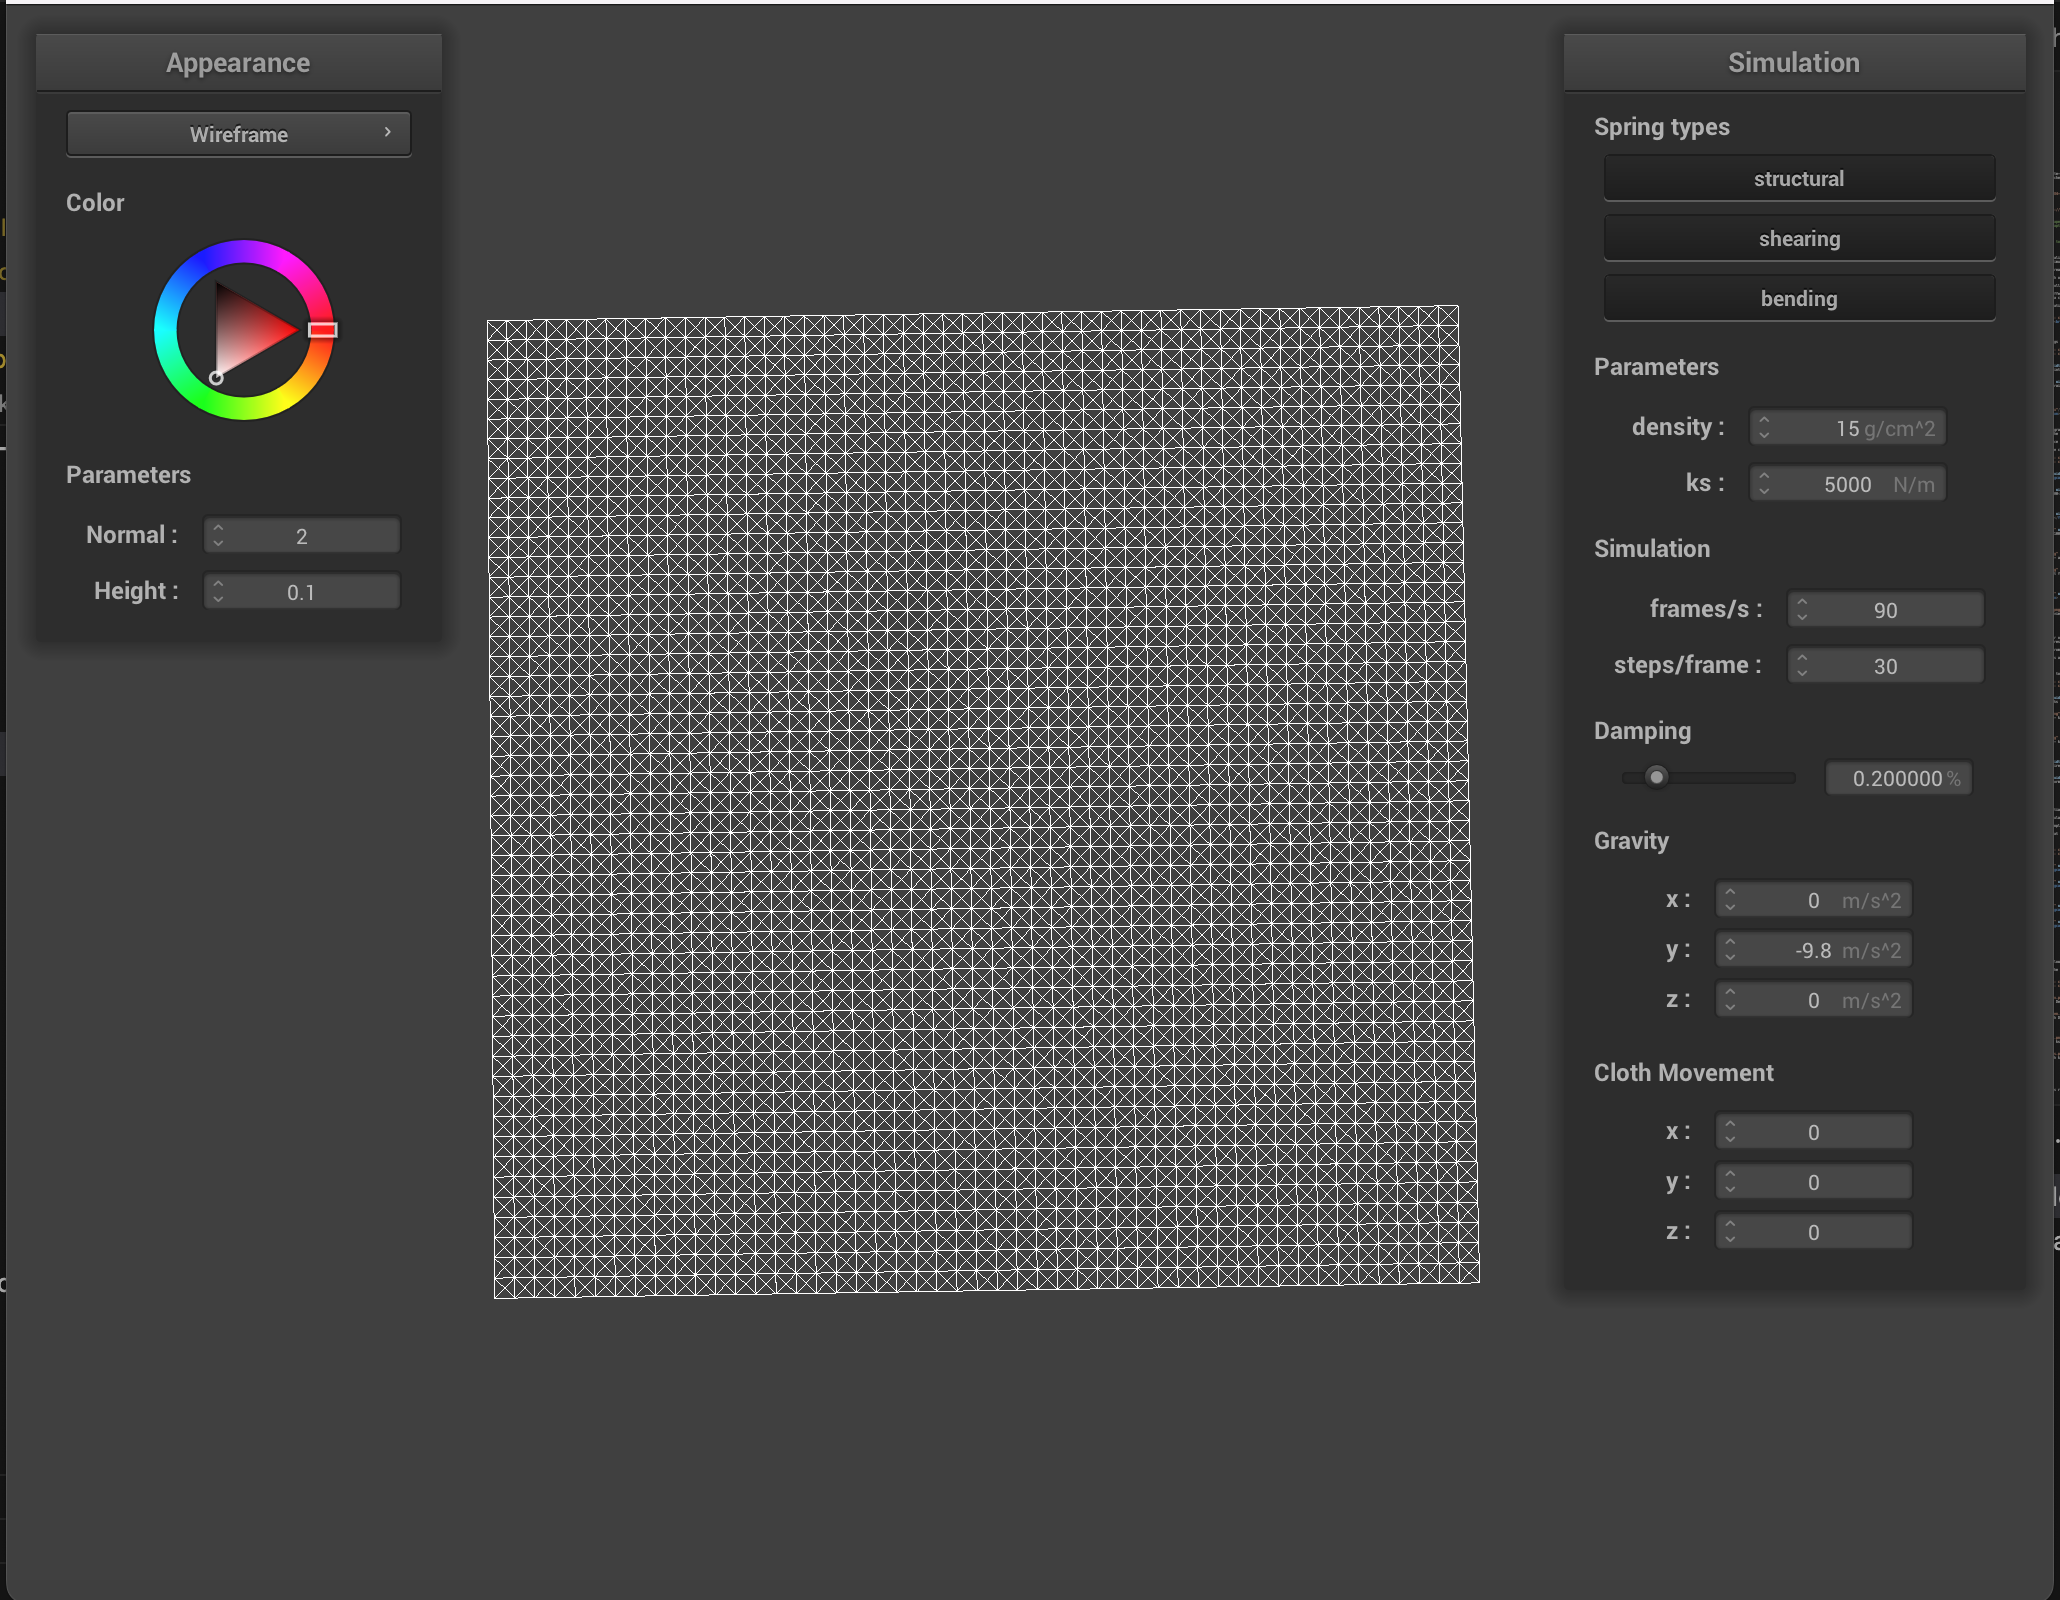 Appearance
Wireframe
Color
Parameters
Normal : 2
Height : 0.1
Simulation
Spring types
structural
shearing
bending
Parameters
density : 15 g/cm^2
ks : 5000 N/m
Simulation
frames/s : 90
steps/frame : 30
Damping
0.200000 %
Gravity
x : 0 m/s^2
y : -9.8 m/s^2
z : 0 m/s^2
Cloth Movement
x : 0
y : 0
z : 0